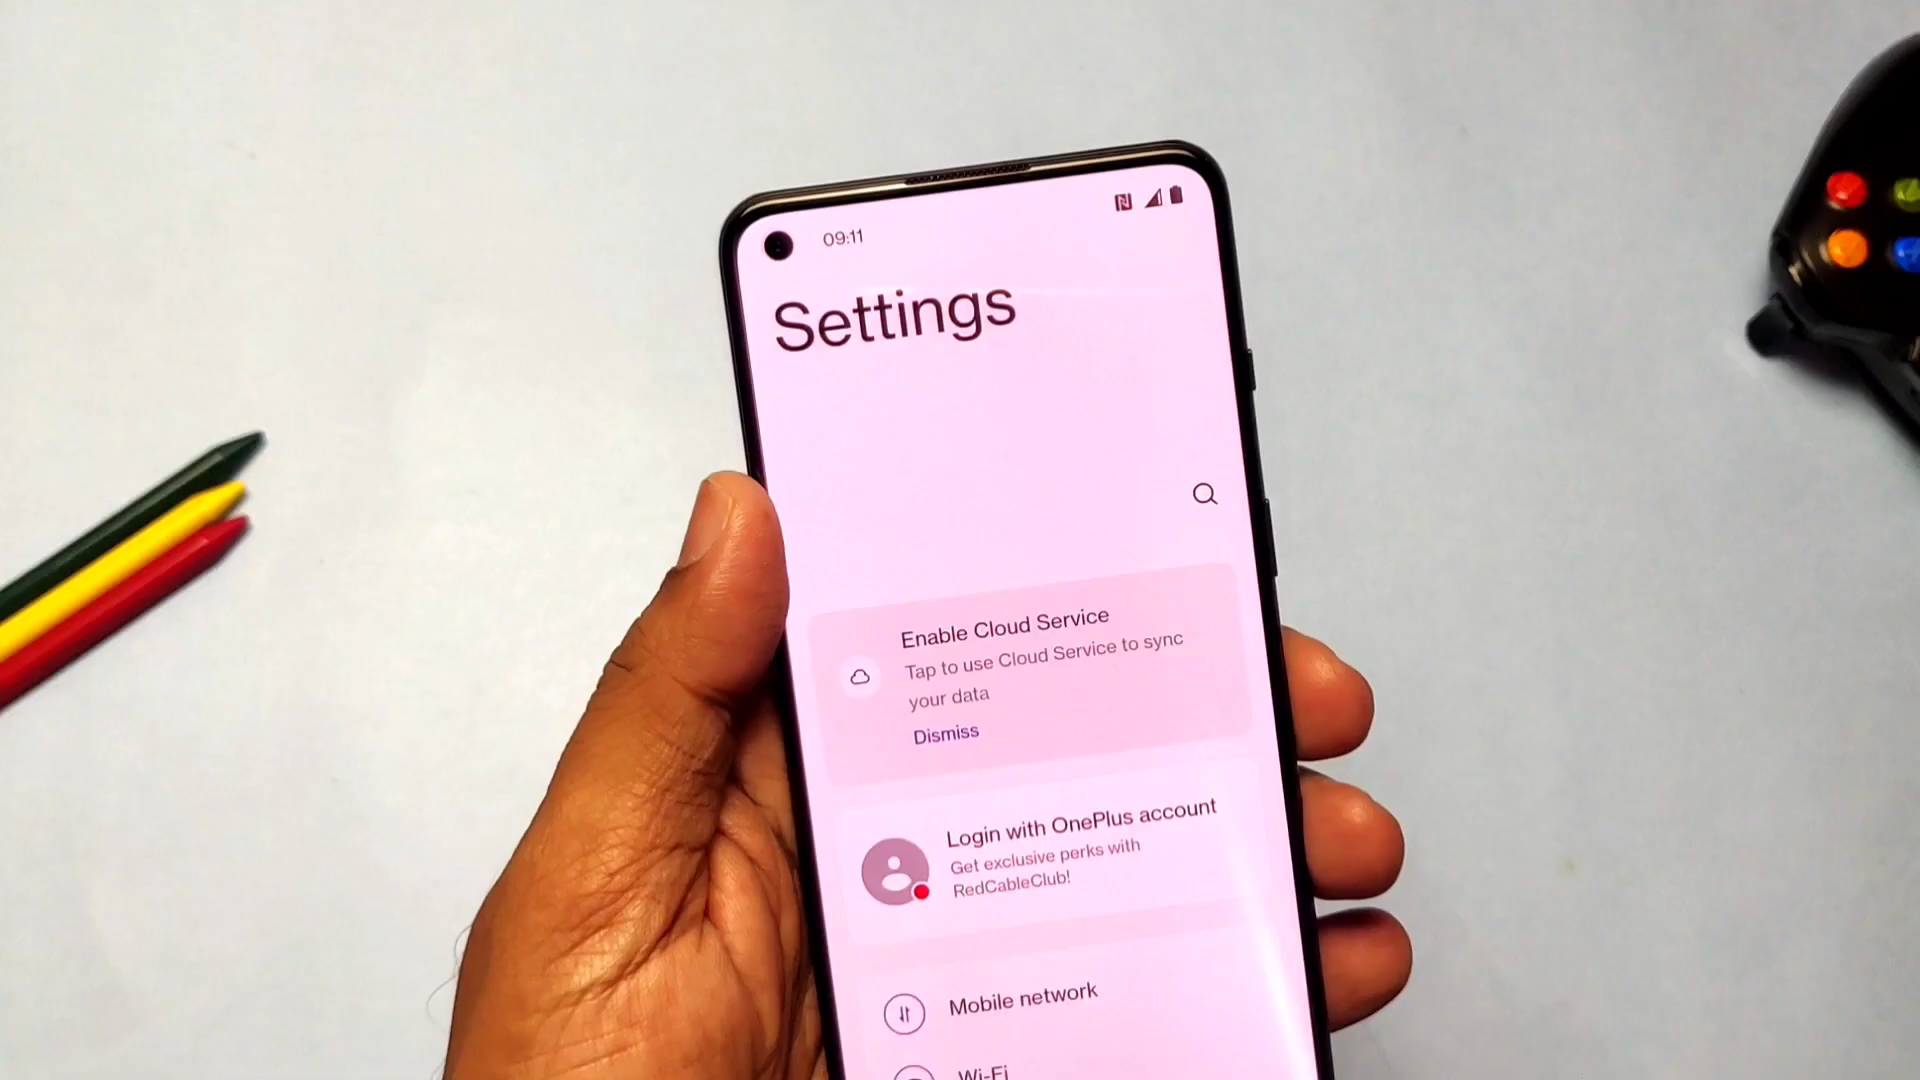 09:11
Settings
Enable Cloud Service
Tap to use Cloud Service to sync
your data
Dismiss
Login with OnePlus account
Get exclusive perks with
RedCableClub!
Mobile network
Wi-Fi